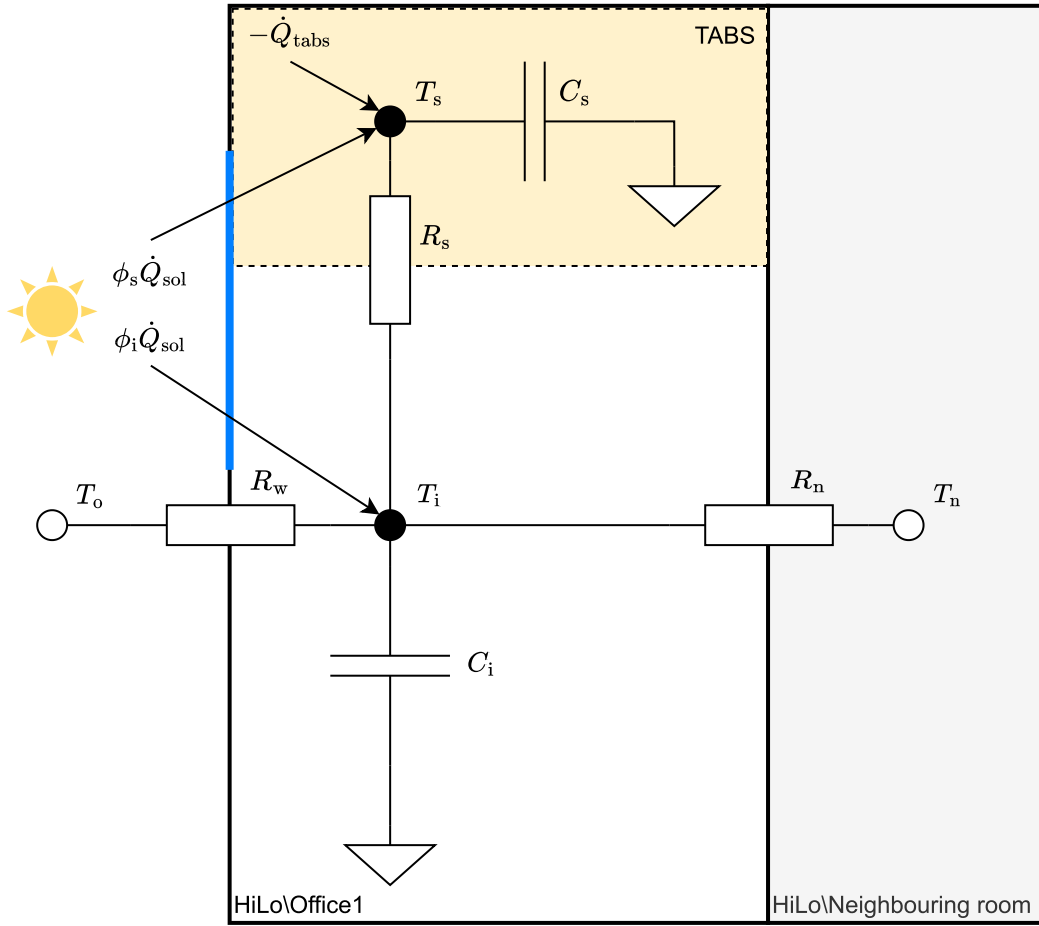 −Q̇tabs
TABS
Ts
Cs
Rs
ϕsQ̇sol
ϕiQ̇sol
To
Rw
Ti
Rn
Tn
Ci
HiLo\Office1
HiLo\Neighbouring room